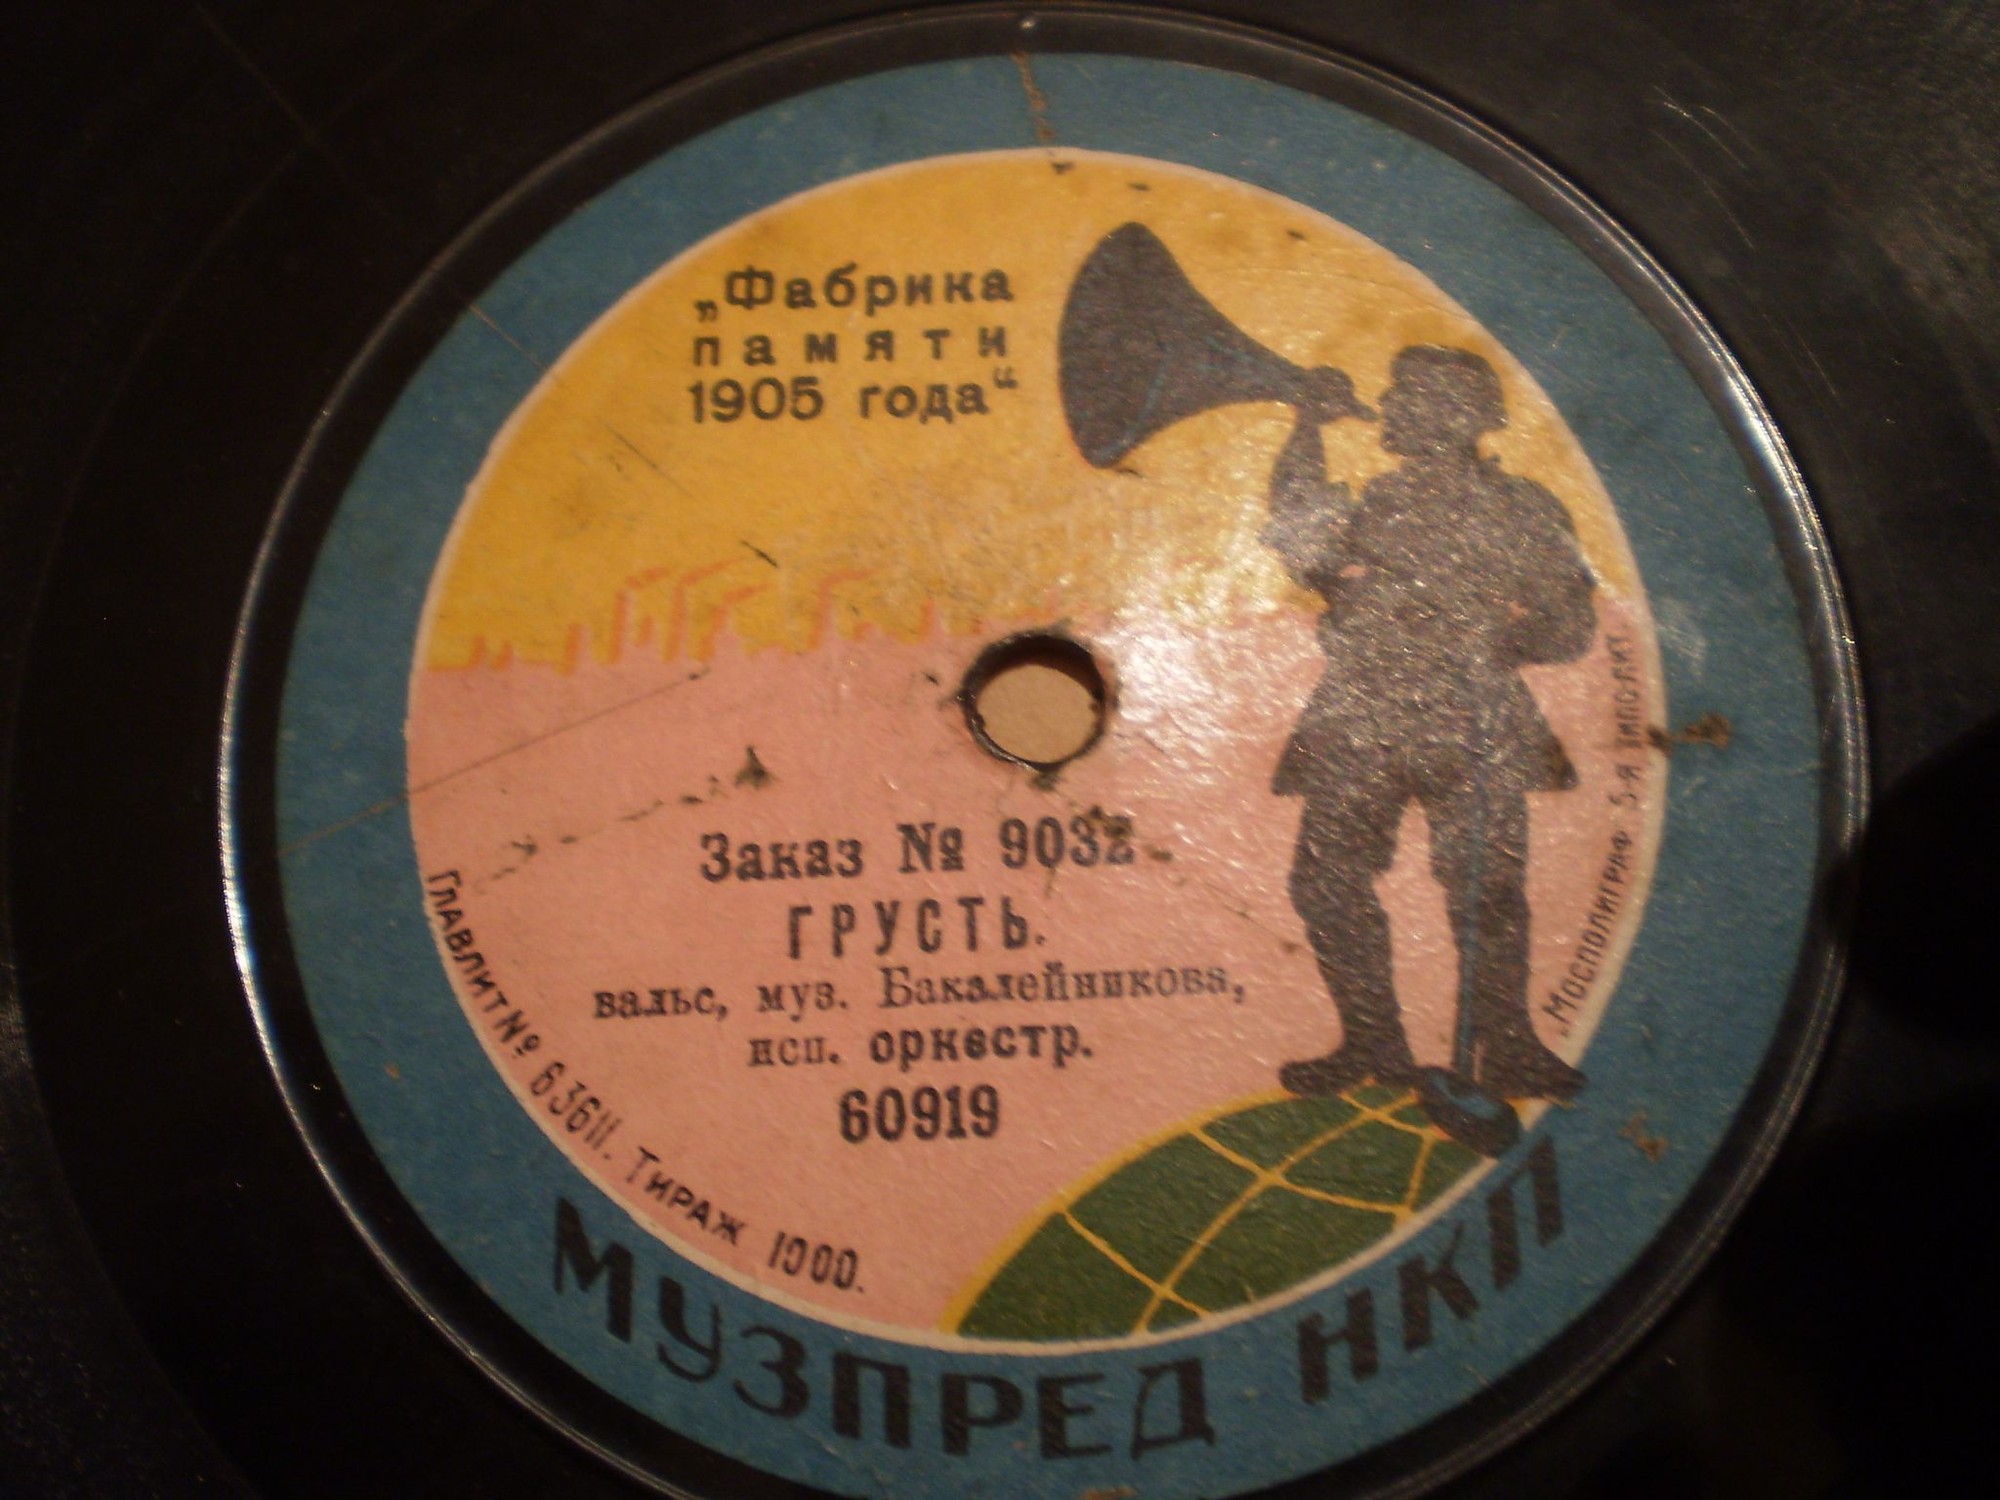 „Фабрика
памяти
1905 года“
Заказ № 9032
ГРУСТЬ.
вальс, муз. Бакалейникова,
исп. оркестр.
60919
Главлит № 63611. Тираж 1000.
„Мосполиграф 5-я типолит.
МУЗПРЕД НКП